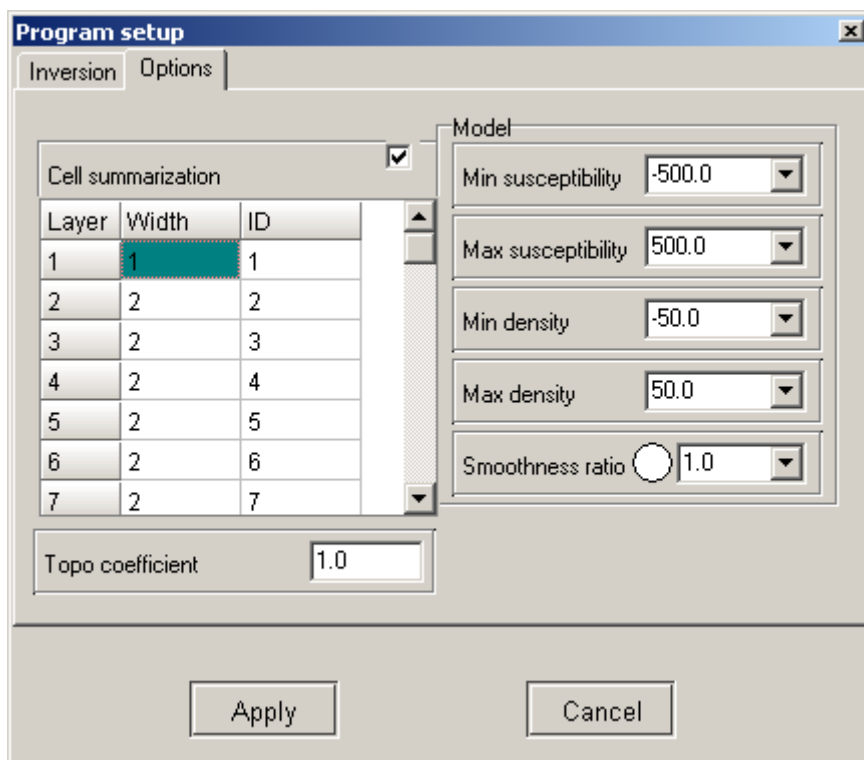 Program setup
Inversion Options
Cell summarization
Layer Width ID
1 1 1
2 2 2
3 2 3
4 2 4
5 2 5
6 2 6
7 2 7
Topo coefficient 1.0
Model
Min susceptibility -500.0
Max susceptibility 500.0
Min density -50.0
Max density 50.0
Smoothness ratio 1.0
Apply Cancel